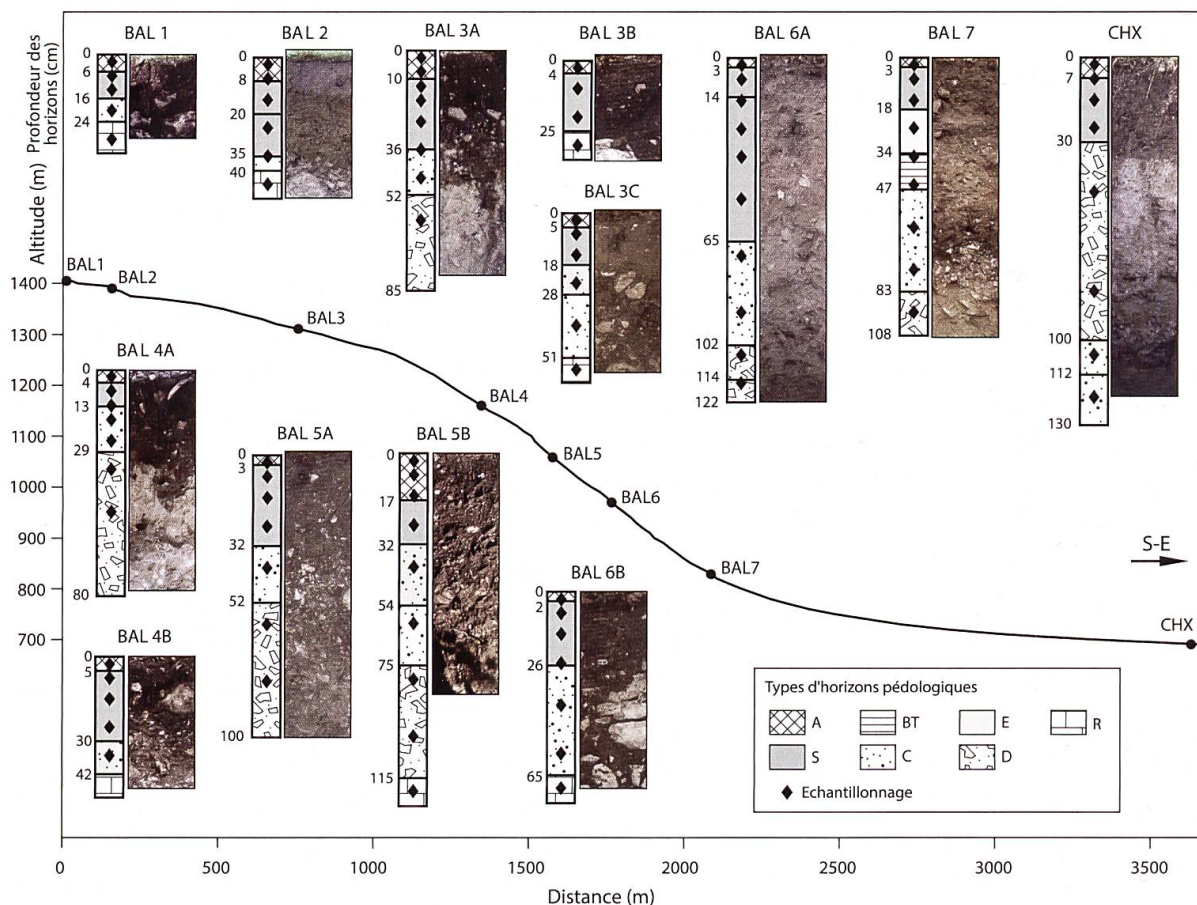 BAL 1
BAL 2
BAL 3A
BAL 3B
BAL 6A
BAL 7
CHX
Profondeur des
horizons (cm)
0
6
16
24
0
8
20
35
40
0
10
36
52
85
0
4
25
0
3
14
65
102
114
122
0
3
18
34
47
83
108
0
7
30
100
112
130
BAL 3C
0
5
18
28
51
Altitude (m)
1400
1300
1200
1100
1000
900
800
700
BAL1
BAL2
BAL3
BAL4
BAL5
BAL6
BAL7
CHX
BAL 4A
0
4
13
29
80
BAL 5A
0
3
32
52
100
BAL 5B
0
17
32
54
75
115
BAL 6B
0
2
26
65
BAL 4B
0
5
30
42
S-E
Types d'horizons pédologiques
A BT E R
S C D
Echantillonnage
0 500 1000 1500 2000 2500 3000 3500
Distance (m)